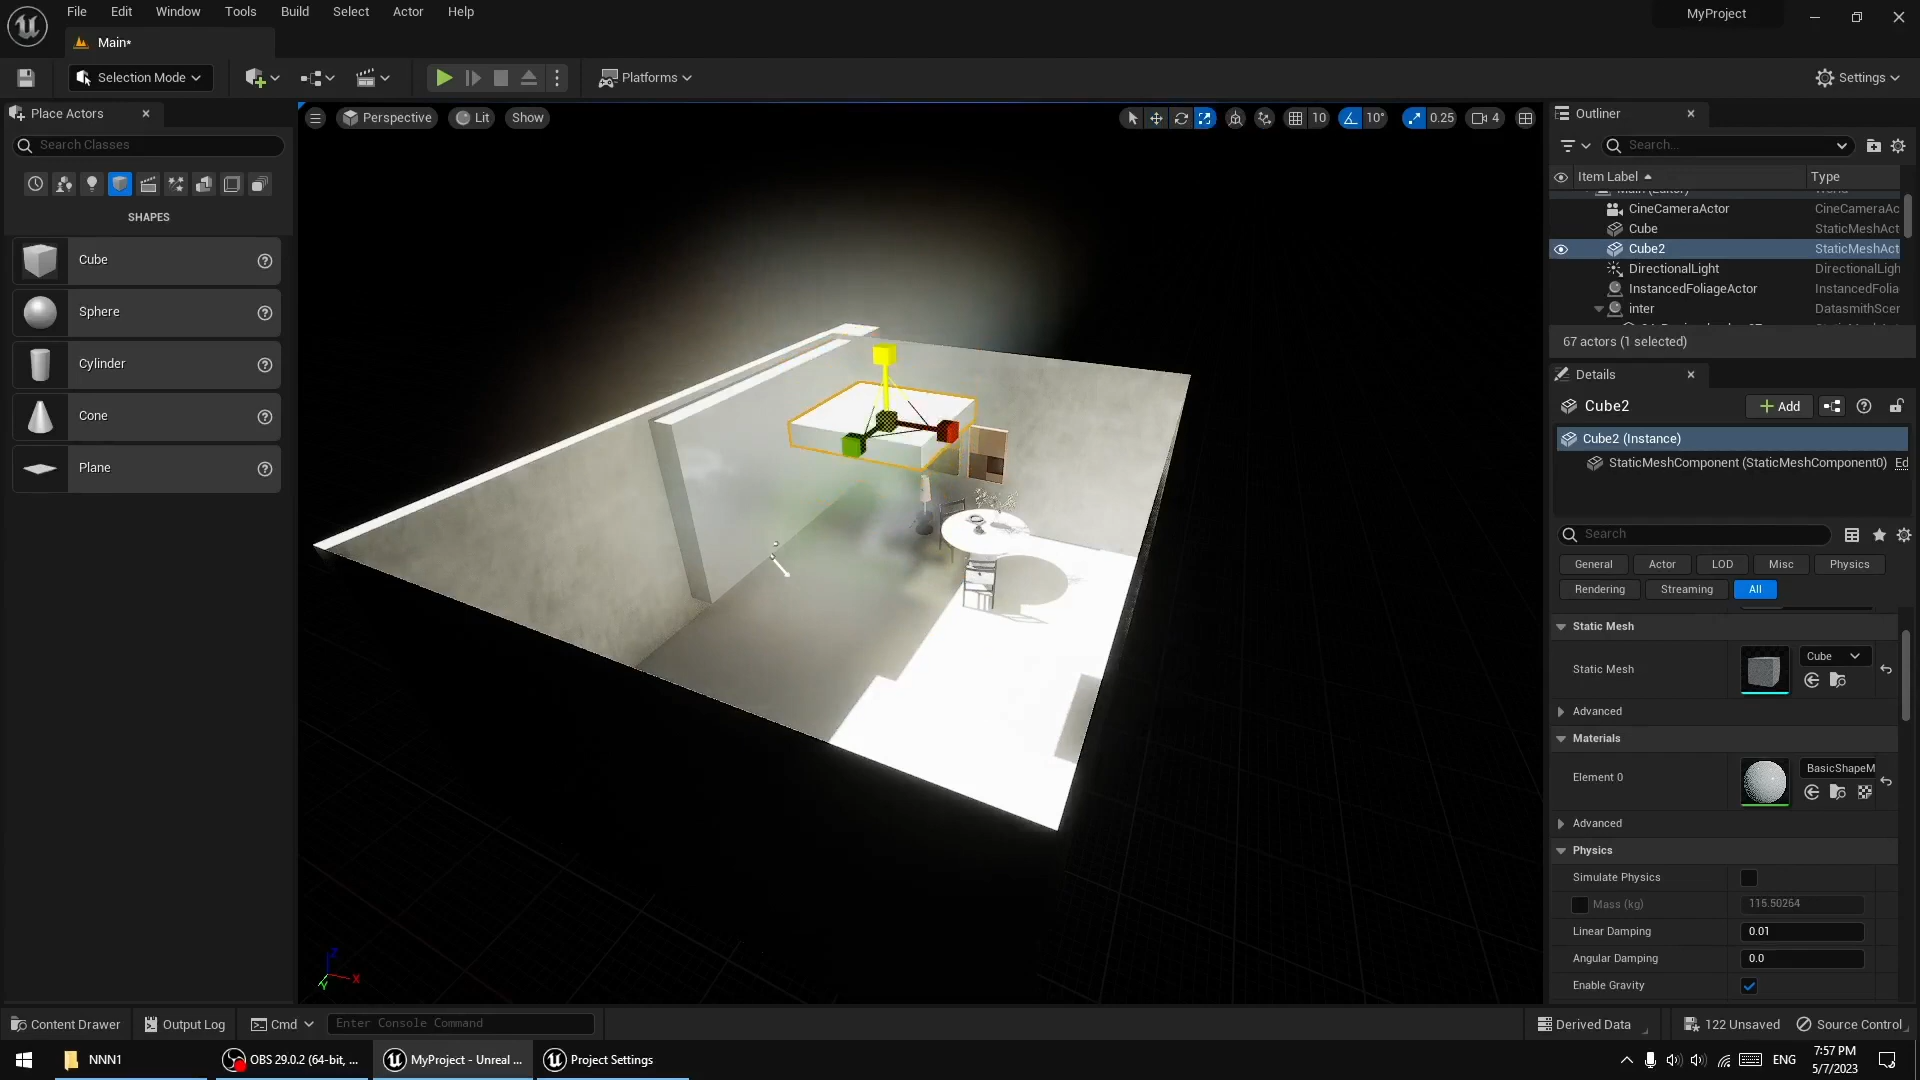 File Edit Window Tools Build Select Actor Help
MyProject
Main*
Selection Mode
Platforms
Settings
Place Actors
Search Classes
SHAPES
Cube
Sphere
Cylinder
Cone
Plane
Perspective
Lit
Show
10
10°
0.25
4
Outliner
Search...
Item Label
Type
CineCameraActor CineCameraAc
Cube StaticMeshAct
Cube2 StaticMeshAct
DirectionalLight DirectionalLigh
InstancedFoliageActor InstancedFolia
inter DatasmithScer
67 actors (1 selected)
Details
Cube2
Add
Cube2 (Instance)
StaticMeshComponent (StaticMeshComponent0) Ed
Search
General Actor LOD Misc Physics
Rendering Streaming All
Static Mesh
Static Mesh
Cube
Advanced
Materials
Element 0
BasicShapeM
Advanced
Physics
Simulate Physics
Mass (kg) 115.50264
Linear Damping 0.01
Angular Damping 0.0
Enable Gravity
Z
X
Y
Content Drawer
Output Log
Cmd
Enter Console Command
Derived Data
122 Unsaved
Source Control
NNN1
OBS 29.0.2 (64-bit, ...
MyProject - Unreal ...
Project Settings
ENG
7:57 PM
5/7/2023